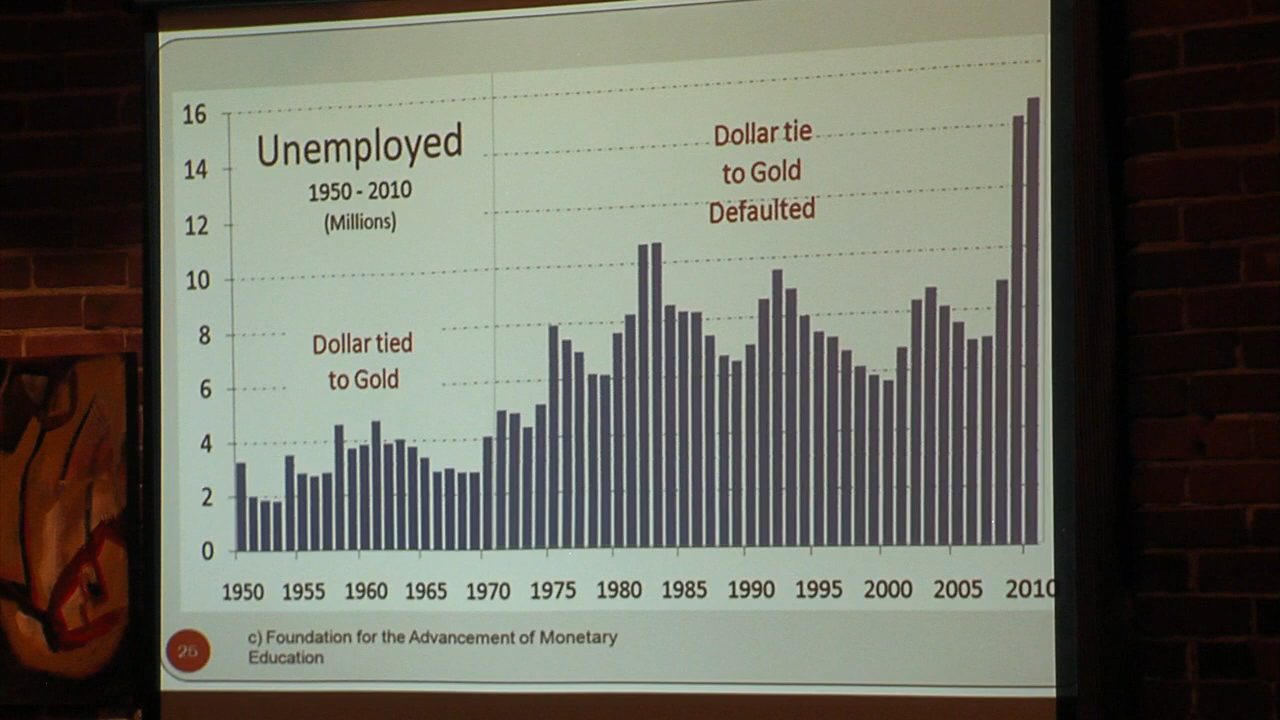 16
14
12
10
8
6
4
2
0
Unemployed
1950 - 2010
(Millions)
Dollar tied
to Gold
Dollar tie
to Gold
Defaulted
1950 1955 1960 1965 1970 1975 1980 1985 1990 1995 2000 2005 2010
26
c) Foundation for the Advancement of Monetary
Education